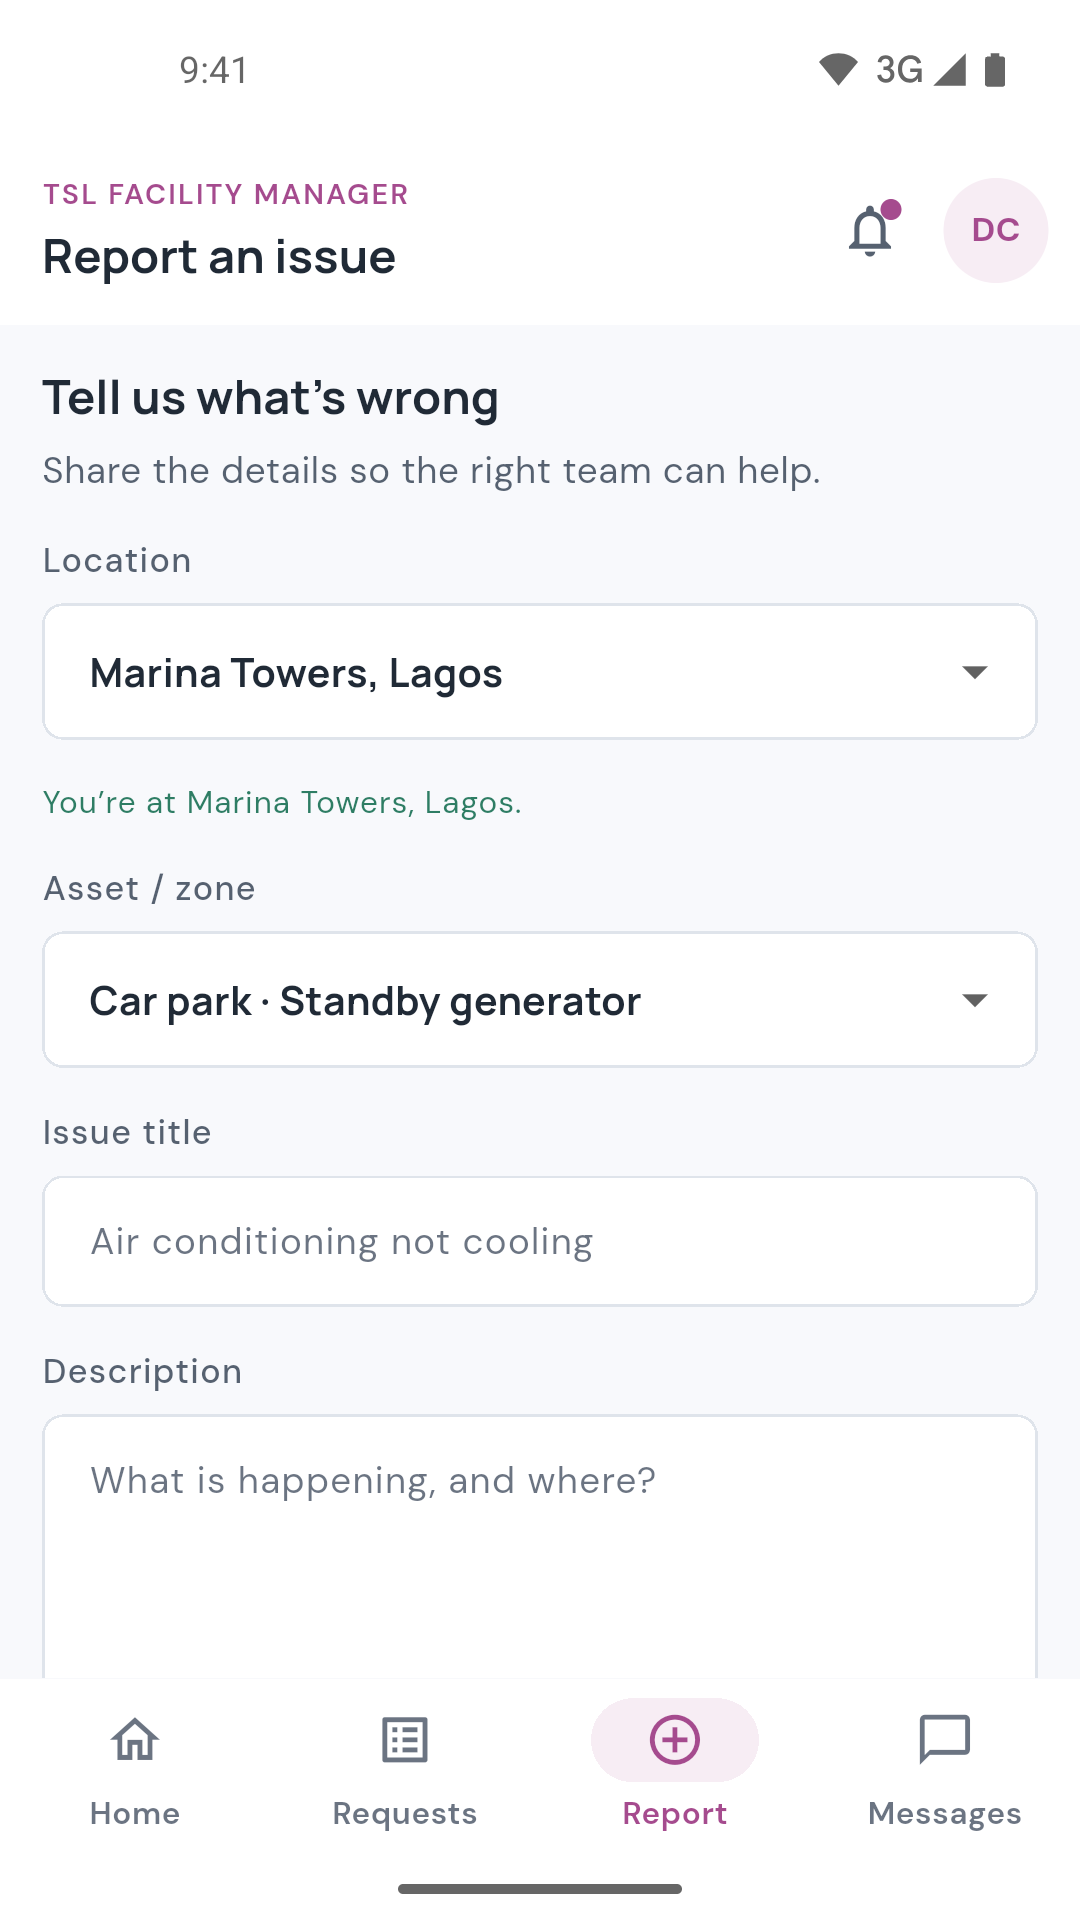 9:41
3G
TSL FACILITY MANAGER
Report an issue
DC
Tell us what’s wrong
Share the details so the right team can help.
Location
Marina Towers, Lagos
You’re at Marina Towers, Lagos.
Asset / zone
Car park · Standby generator
Issue title
Air conditioning not cooling
Description
What is happening, and where?
Home
Requests
Report
Messages